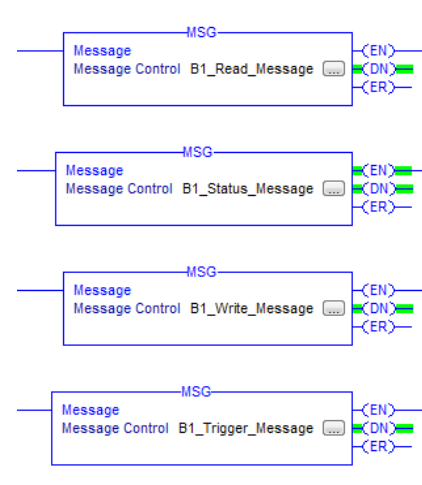 MSG
Message
Message Control B1_Read_Message ...
(EN)
(DN)
(ER)
MSG
Message
Message Control B1_Status_Message ...
(EN)
(DN)
(ER)
MSG
Message
Message Control B1_Write_Message ...
(EN)
(DN)
(ER)
MSG
Message
Message Control B1_Trigger_Message ...
(EN)
(DN)
(ER)